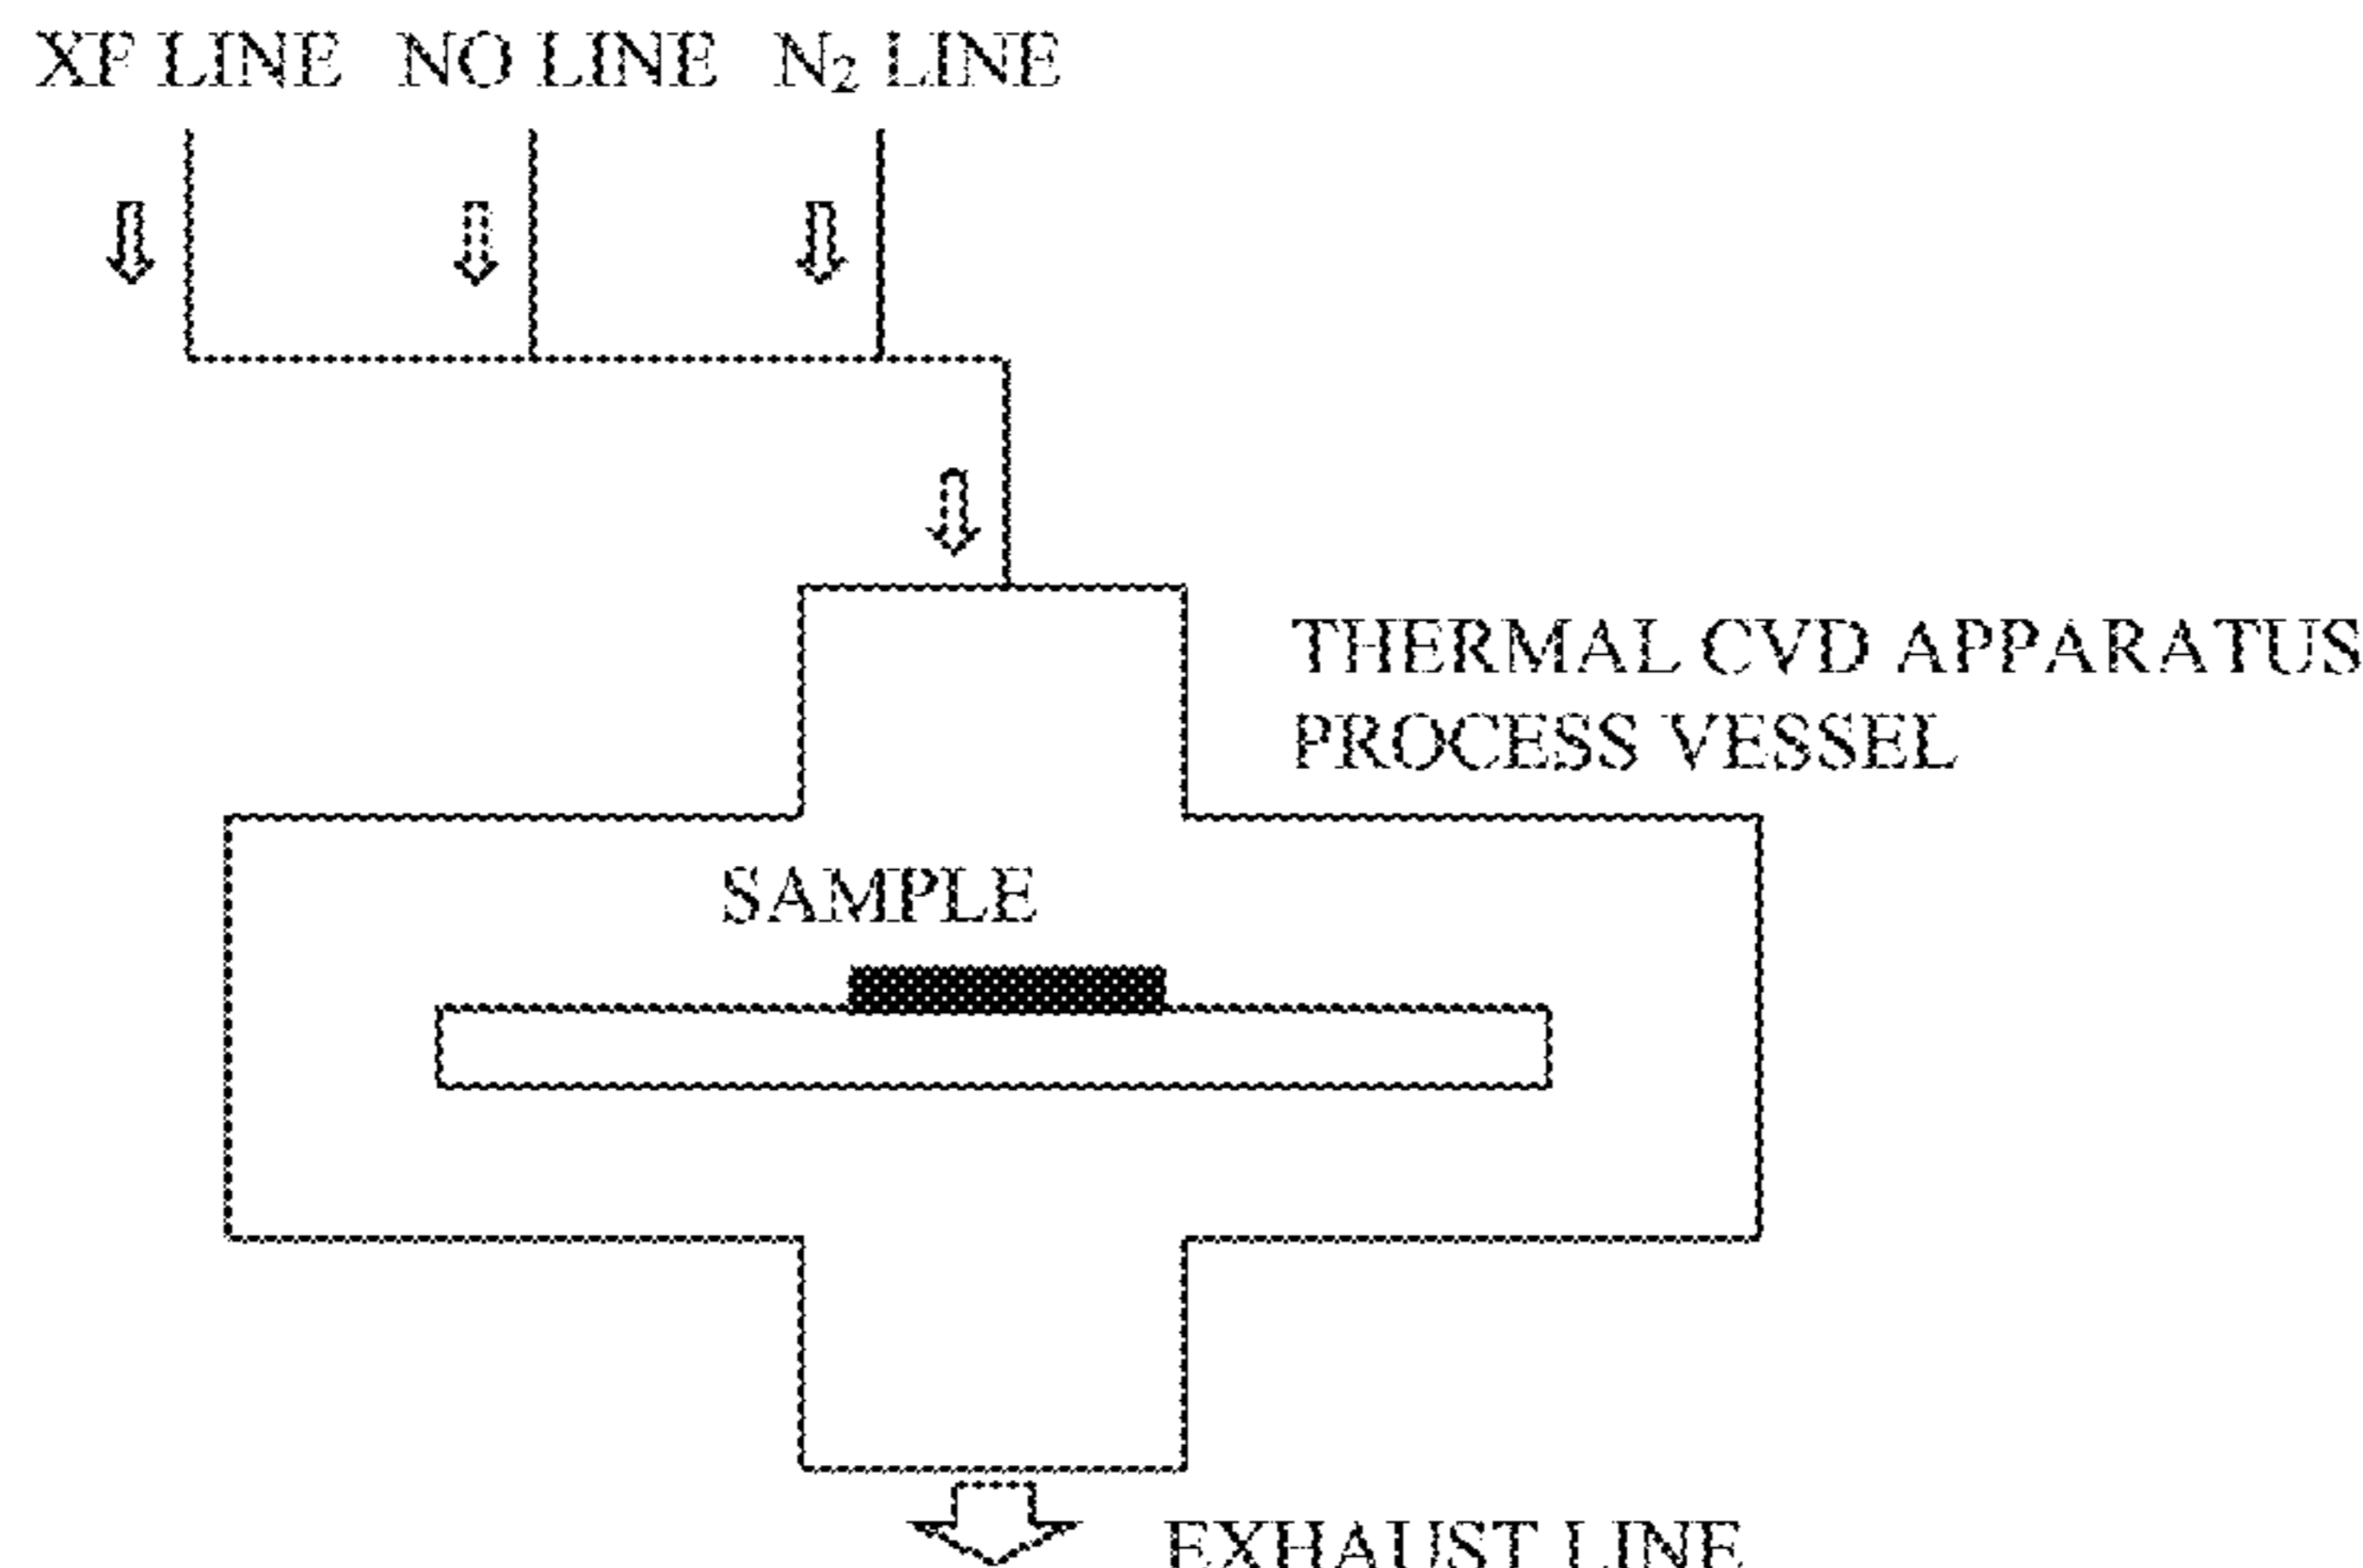 XF LINE NO LINE N₂ LINE
THERMAL CVD APPARATUS
PROCESS VESSEL
SAMPLE
EXHAUST LINE